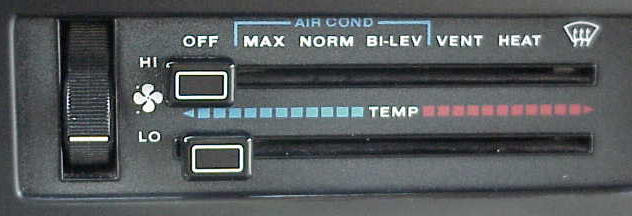 AIR COND
OFF MAX NORM BI-LEV VENT HEAT
HI
TEMP
LO